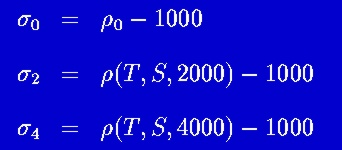 σ₀ = ρ₀ − 1000
σ₂ = ρ(T, S, 2000) − 1000
σ₄ = ρ(T, S, 4000) − 1000